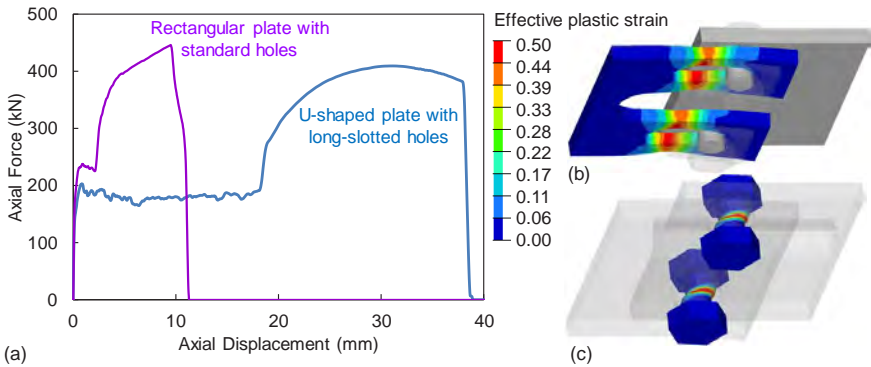 500
400
300
200
100
0
Axial Force (kN)
0
10
20
30
40
Axial Displacement (mm)
Rectangular plate with
standard holes
U-shaped plate with
long-slotted holes
(a)
Effective plastic strain
0.50
0.44
0.39
0.33
0.28
0.22
0.17
0.11
0.06
0.00
(b)
(c)